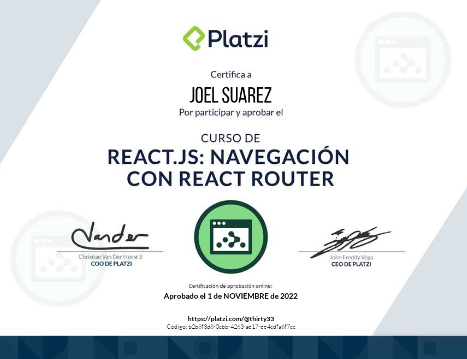 Platzi
Certifica a
JOEL SUAREZ
Por participar y aprobar el
CURSO DE
REACT.JS: NAVEGACIÓN
CON REACT ROUTER
Christian Van Der Henst S
COO DE PLATZI
John Freddy Vega
CEO DE PLATZI
Certificación de aprobación online:
Aprobado el 1 de NOVIEMBRE de 2022
https://platzi.com/@thirty33
Código: